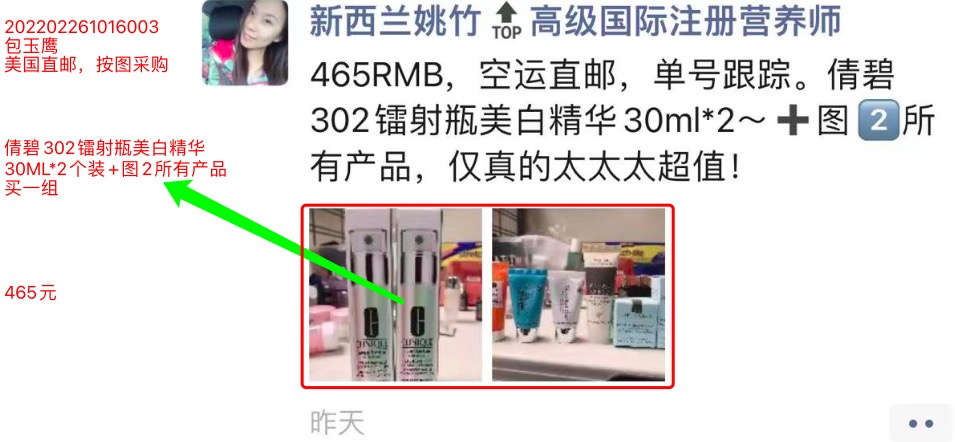 202202261016003
包玉鹰
美国直邮，按图采购
新西兰姚竹 TOP 高级国际注册营养师
465RMB，空运直邮，单号跟踪。倩碧
302镭射瓶美白精华30ml*2～➕图2️⃣所
有产品，仅真的太太太超值！
倩碧302镭射瓶美白精华
30ML*2个装+图2所有产品
买一组
465元
CLINIQUE
CLINIQUE
昨天